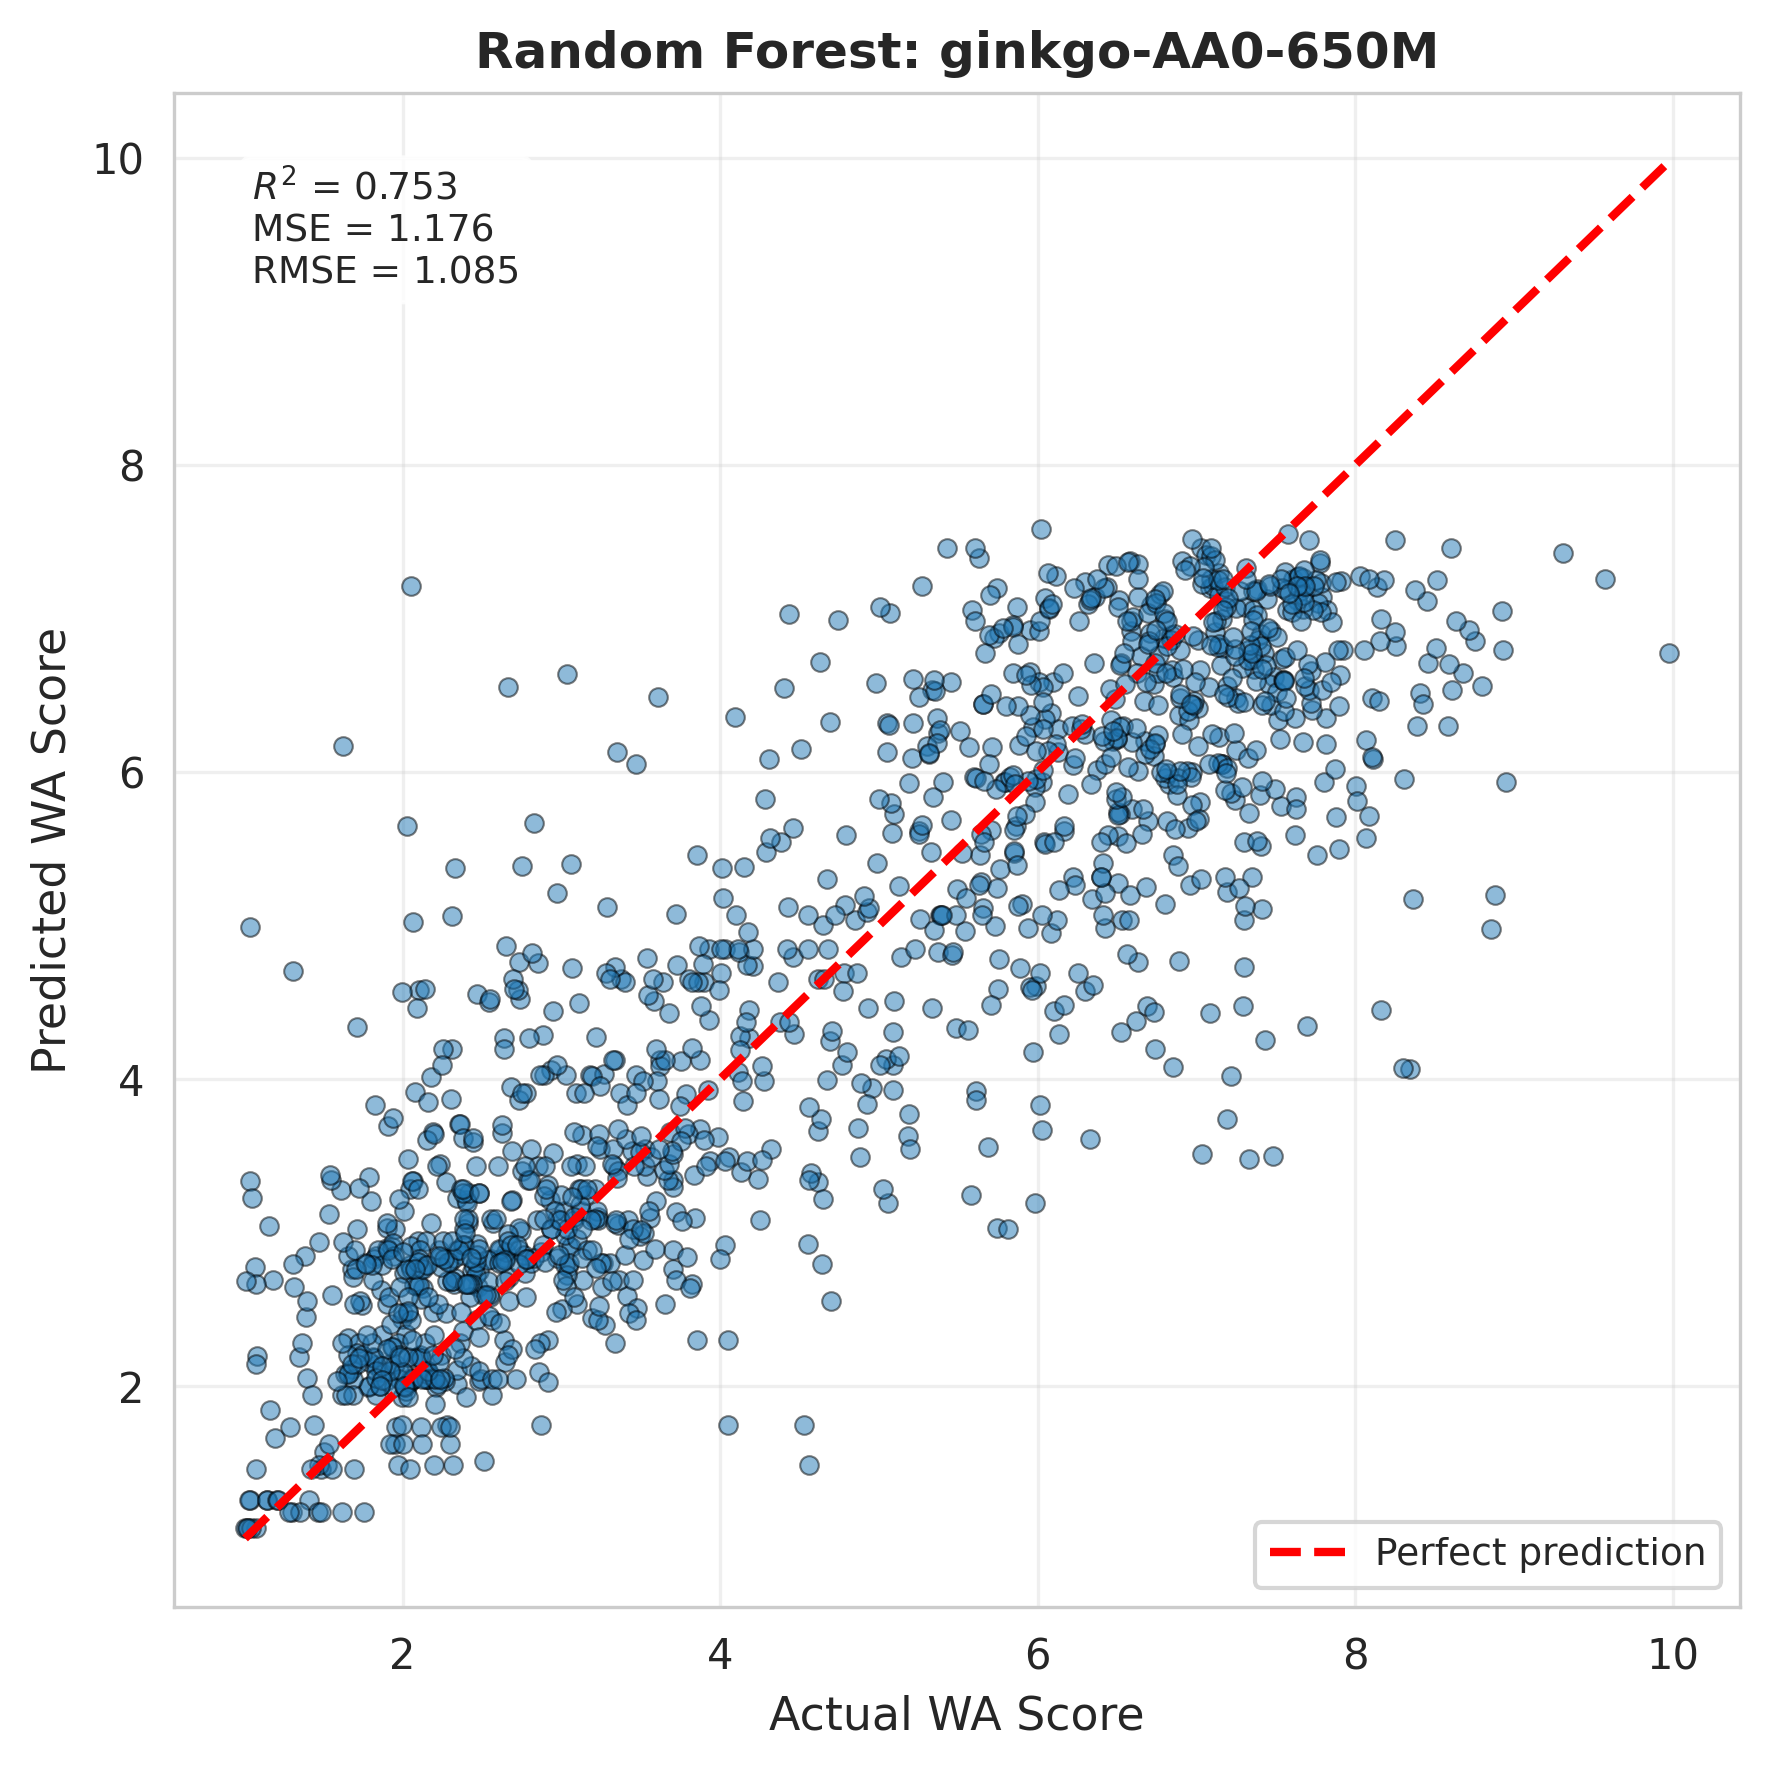 Random Forest: ginkgo-AA0-650M
R² = 0.753
MSE = 1.176
RMSE = 1.085
10
8
6
4
2
Predicted WA Score
Perfect prediction
2 4 6 8 10
Actual WA Score